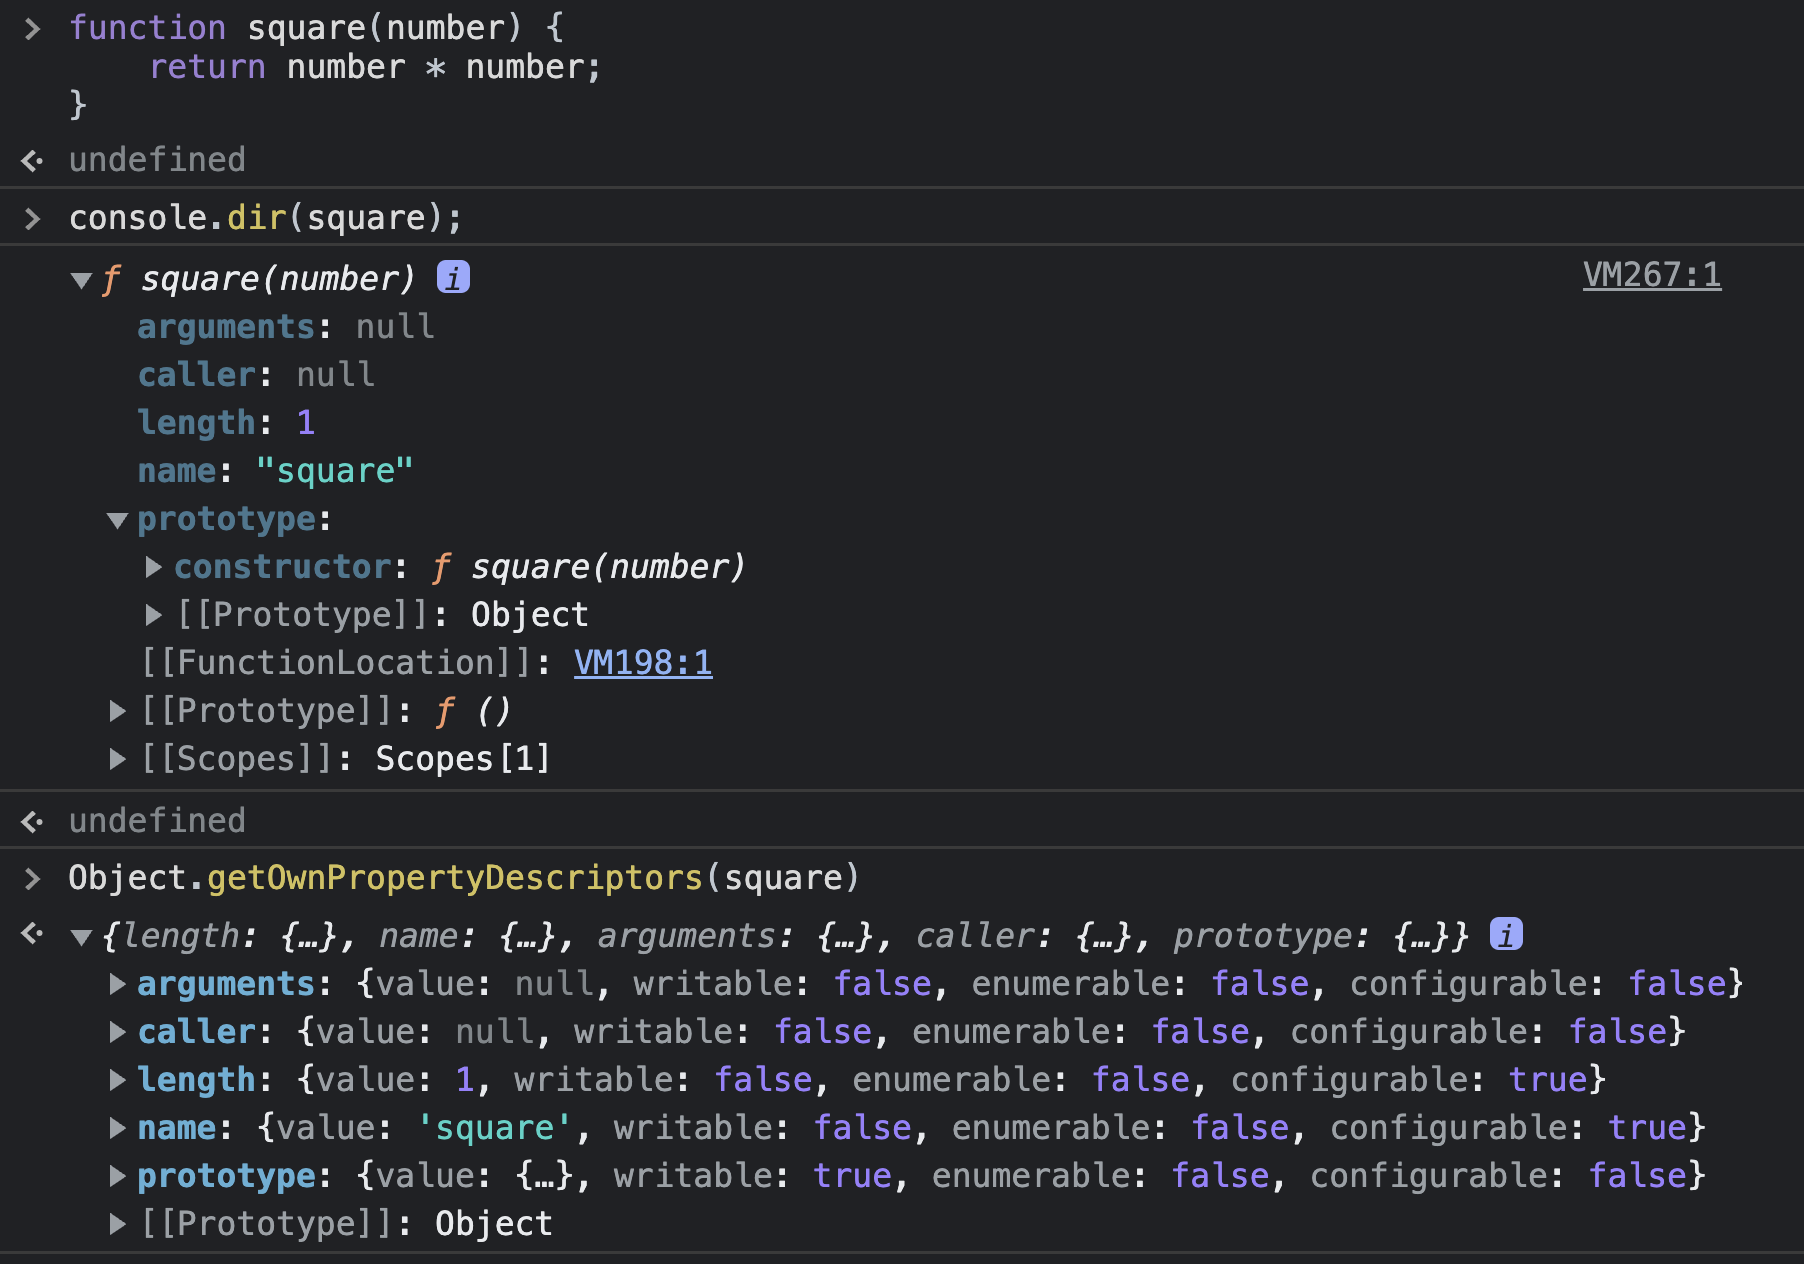 > function square(number) {
    return number * number;
}
undefined
> console.dir(square);
▼ ƒ square(number) i VM267:1
arguments: null
caller: null
length: 1
name: "square"
▼ prototype:
▶ constructor: ƒ square(number)
▶ [[Prototype]]: Object
[[FunctionLocation]]: VM198:1
▶ [[Prototype]]: ƒ ()
▶ [[Scopes]]: Scopes[1]
undefined
> Object.getOwnPropertyDescriptors(square)
▼ {length: {…}, name: {…}, arguments: {…}, caller: {…}, prototype: {…}} i
▶ arguments: {value: null, writable: false, enumerable: false, configurable: false}
▶ caller: {value: null, writable: false, enumerable: false, configurable: false}
▶ length: {value: 1, writable: false, enumerable: false, configurable: true}
▶ name: {value: 'square', writable: false, enumerable: false, configurable: true}
▶ prototype: {value: {…}, writable: true, enumerable: false, configurable: false}
▶ [[Prototype]]: Object